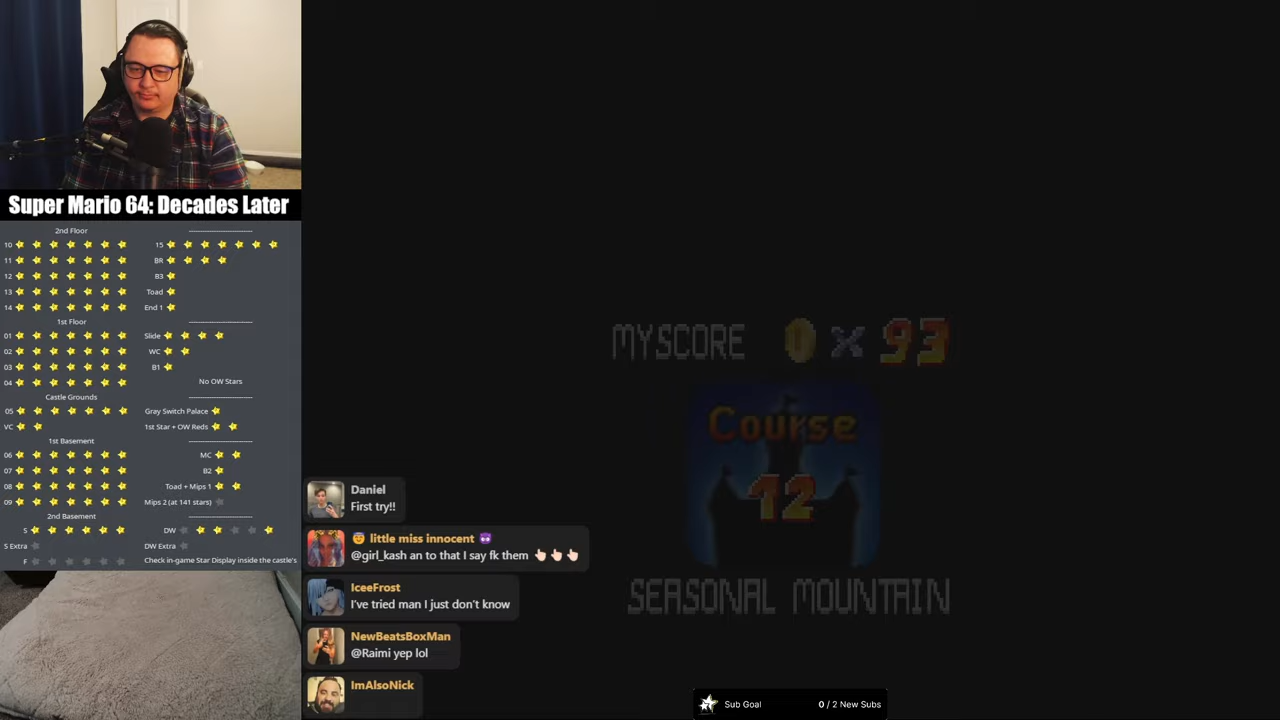 Super Mario 64: Decades Later
2nd Floor --------------------
10
11
12
13
14
15
BR
B3
Toad
End 1
1st Floor --------------------
01
02
03
04
Slide
WC
B1
No OW Stars
Castle Grounds --------------------
05
VC
Gray Switch Palace
1st Star + OW Reds
1st Basement --------------------
06
07
08
09
MC
B2
Toad + Mips 1
Mips 2 (at 141 stars)
2nd Basement --------------------
S
S Extra
F
DW
DW Extra
Check in-game Star Display inside the castle's
MYSCORE 0 × 93
Course
12
SEASONAL MOUNTAIN
Daniel
First try!!
😇 little miss innocent 😈
@girl_kash an to that I say fk them 👆🏻👆🏻👆🏻
IceeFrost
I've tried man I just don't know
NewBeatsBoxMan
@Raimi yep lol
ImAlsoNick
Sub Goal 0 / 2 New Subs